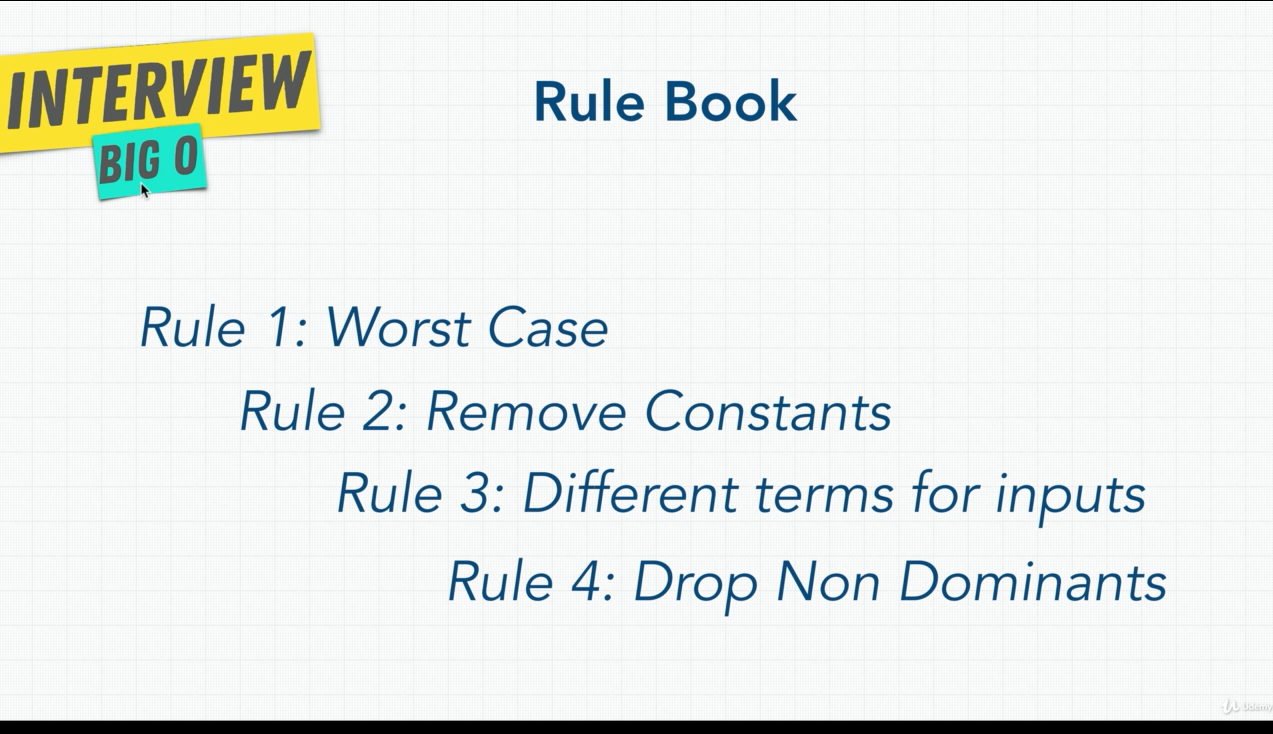 INTERVIEW
BIG O
Rule Book
Rule 1: Worst Case
Rule 2: Remove Constants
Rule 3: Different terms for inputs
Rule 4: Drop Non Dominants
Udemy